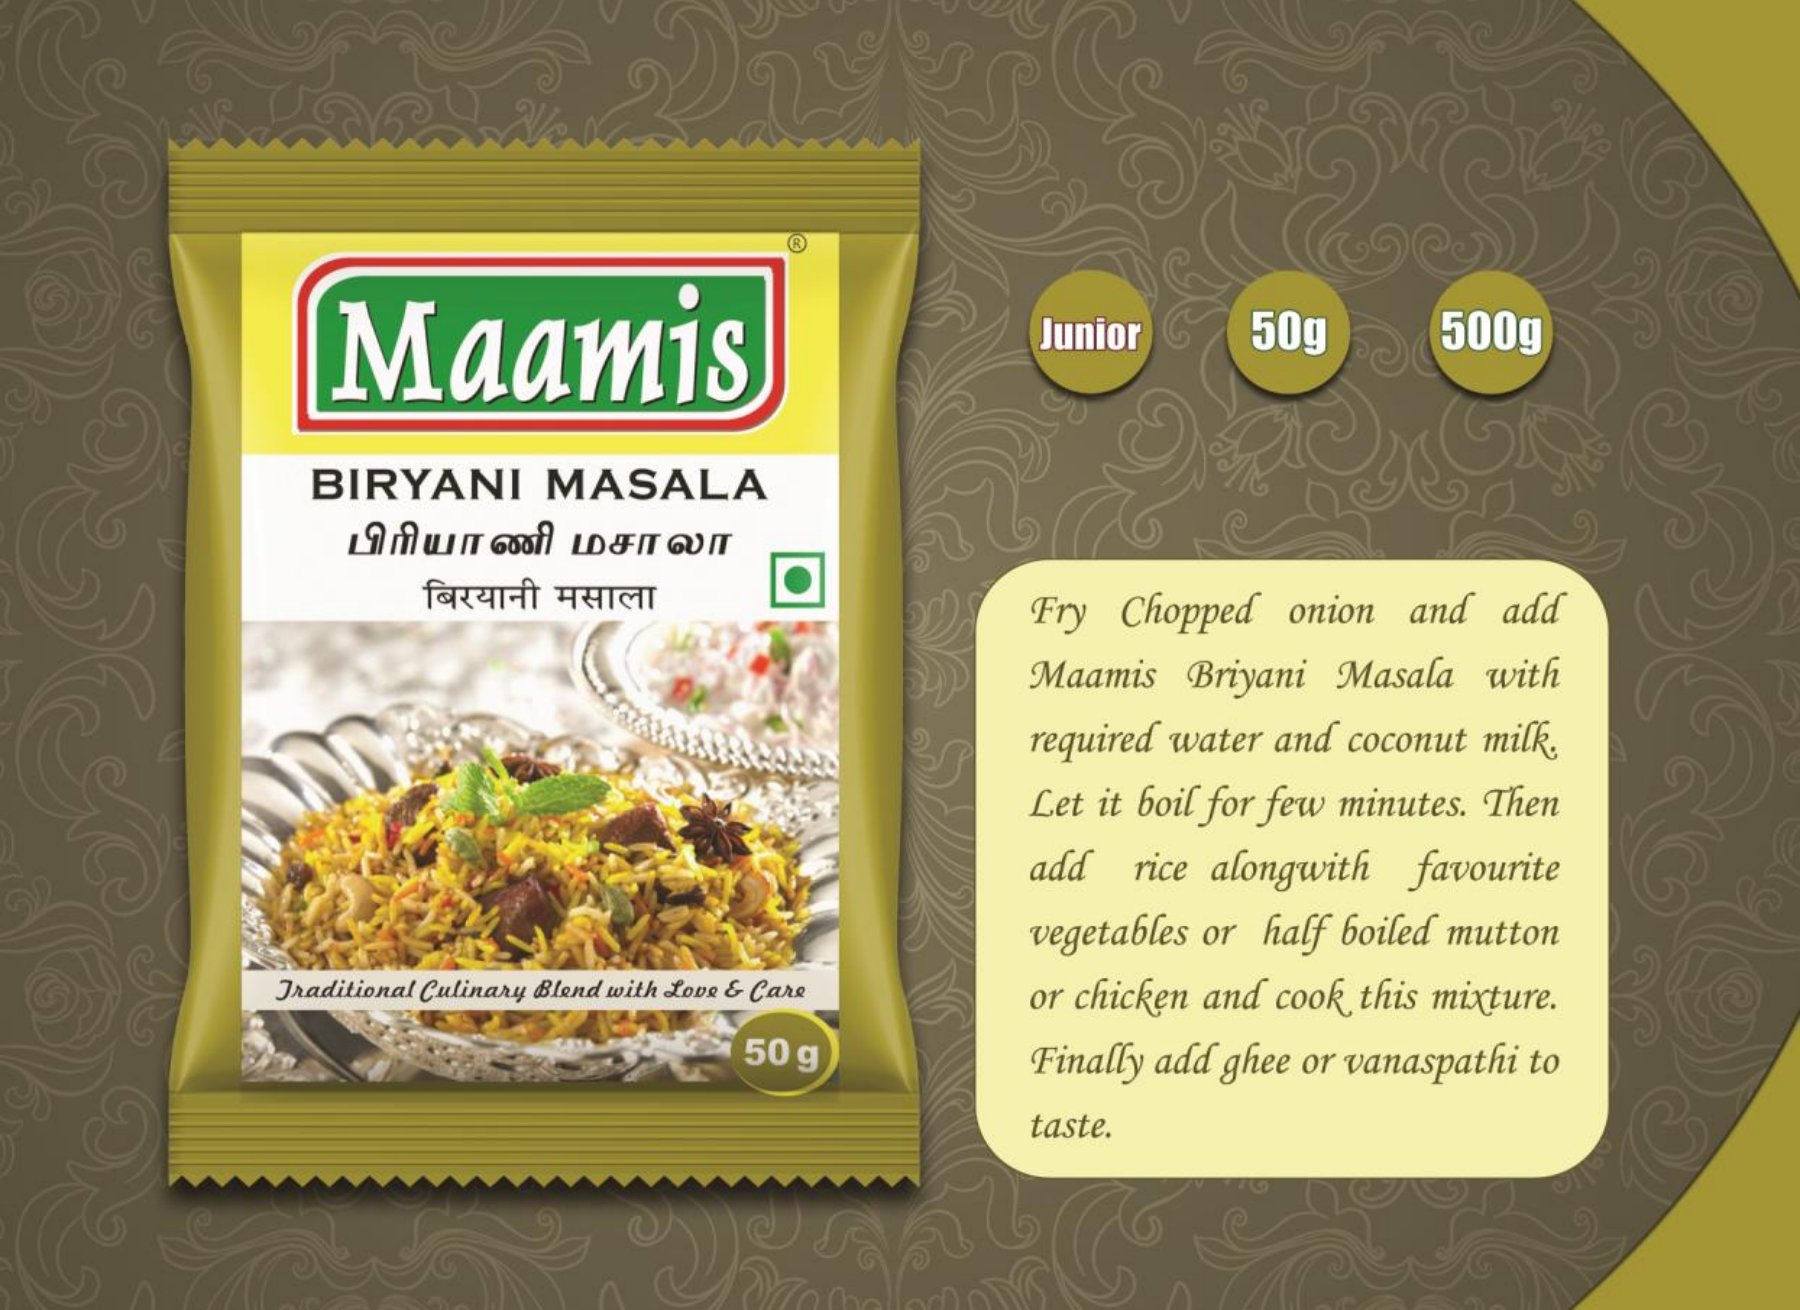 ®
Maamis
BIRYANI MASALA
பிரியாணி மசாலா
बिरयानी मसाला
Traditional Culinary Blend with Love & Care
50 g
Junior
50g
500g
Fry Chopped onion and add
Maamis Briyani Masala with
required water and coconut milk.
Let it boil for few minutes. Then
add rice alongwith favourite
vegetables or half boiled mutton
or chicken and cook this mixture.
Finally add ghee or vanaspathi to
taste.